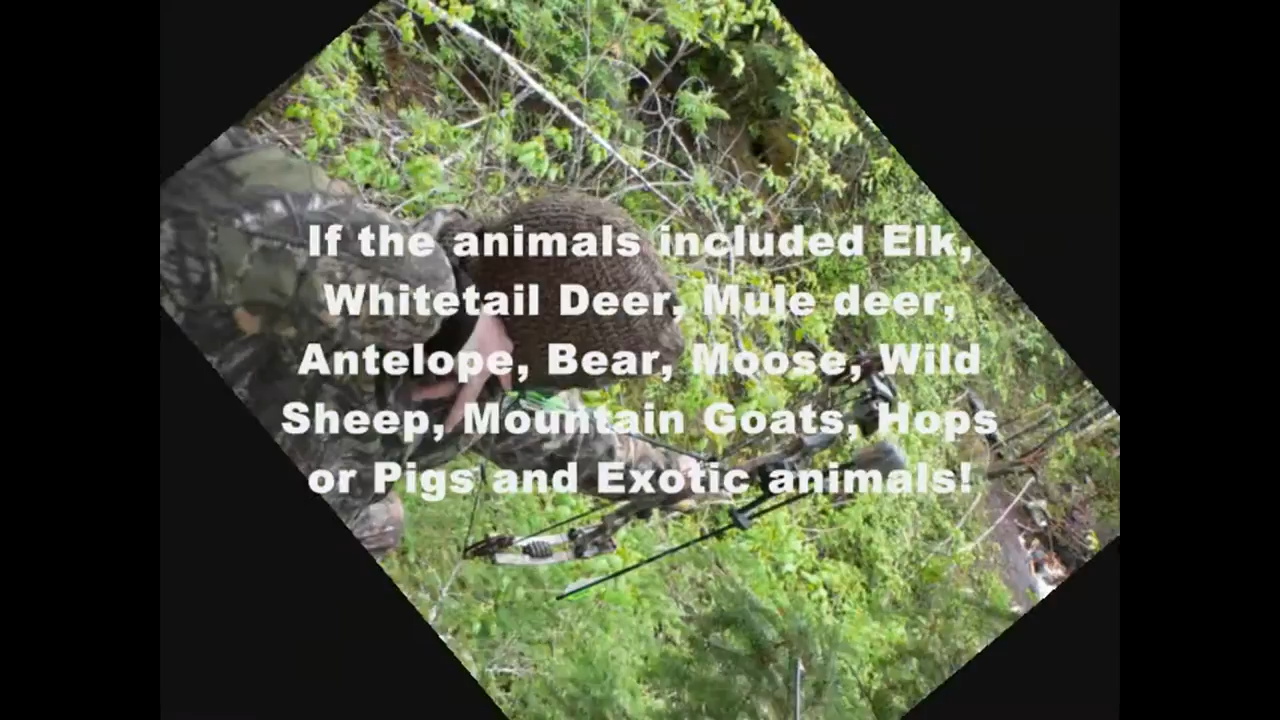 If the animals included Elk,
Whitetail Deer, Mule deer,
Antelope, Bear, Moose, Wild
Sheep, Mountain Goats, Hops
or Pigs and Exotic animals!